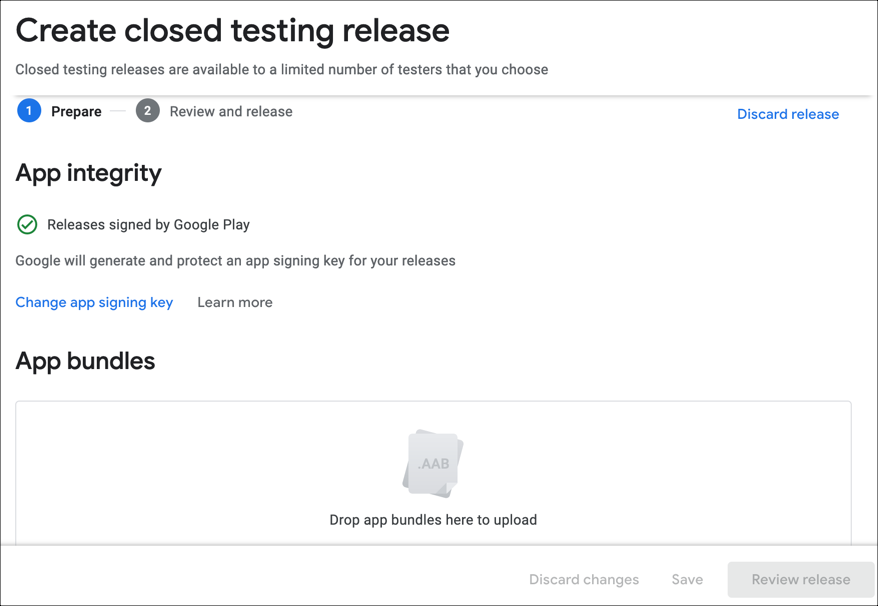 Create closed testing release
Closed testing releases are available to a limited number of testers that you choose
1 Prepare 2 Review and release
Discard release
App integrity
Releases signed by Google Play
Google will generate and protect an app signing key for your releases
Change app signing key Learn more
App bundles
.AAB
Drop app bundles here to upload
Discard changes Save Review release